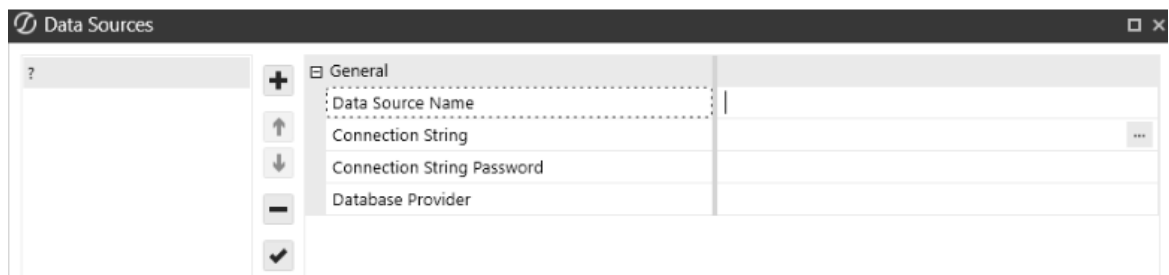 Data Sources
?
General
Data Source Name
Connection String
...
Connection String Password
Database Provider